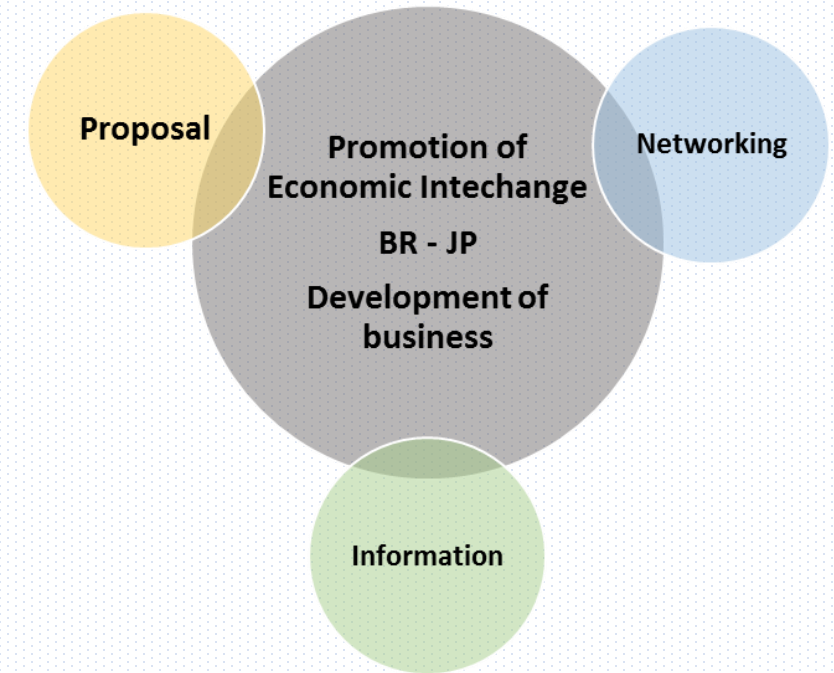 Proposal
Promotion of
Economic Intechange
BR - JP
Development of
business
Networking
Information